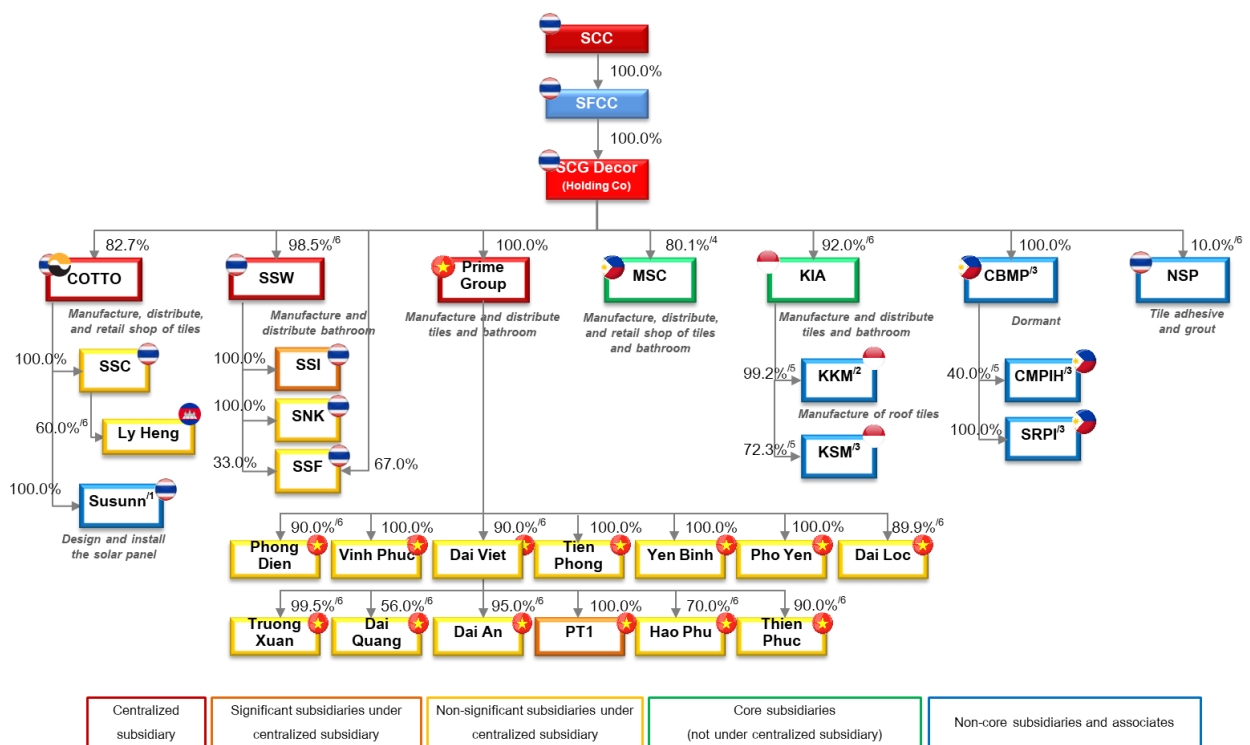 SCC
100.0%
SFCC
100.0%
SCG Decor
(Holding Co)
82.7%
98.5%/6
100.0%
80.1%/4
92.0%/6
100.0%
10.0%/6
COTTO
SSW
Prime
Group
MSC
KIA
CBMP/3
NSP
Manufacture, distribute,
and retail shop of tiles
Manufacture and
distribute bathroom
Manufacture and distribute
tiles and bathroom
Manufacture, distribute,
and retail shop of tiles
and bathroom
Manufacture and distribute
tiles and bathroom
Dormant
Tile adhesive
and grout
100.0%
SSC
60.0%/6
Ly Heng
100.0%
Susunn/1
Design and install
the solar panel
100.0%
SSI
100.0%
SNK
33.0%
SSF
67.0%
99.2%/5
KKM/2
Manufacture of roof tiles
72.3%/5
KSM/3
40.0%/5
CMPIH/3
100.0%
SRPI/3
90.0%/6
100.0%
90.0%/6
100.0%
100.0%
100.0%
89.9%/6
Phong
Dien
Vinh Phuc
Dai Viet
Tien
Phong
Yen Binh
Pho Yen
Dai Loc
99.5%/6
56.0%/6
95.0%/6
100.0%
70.0%/6
90.0%/6
Truong
Xuan
Dai
Quang
Dai An
PT1
Hao Phu
Thien
Phuc
Centralized
subsidiary
Significant subsidiaries under
centralized subsidiary
Non-significant subsidiaries under
centralized subsidiary
Core subsidiaries
(not under centralized subsidiary)
Non-core subsidiaries and associates